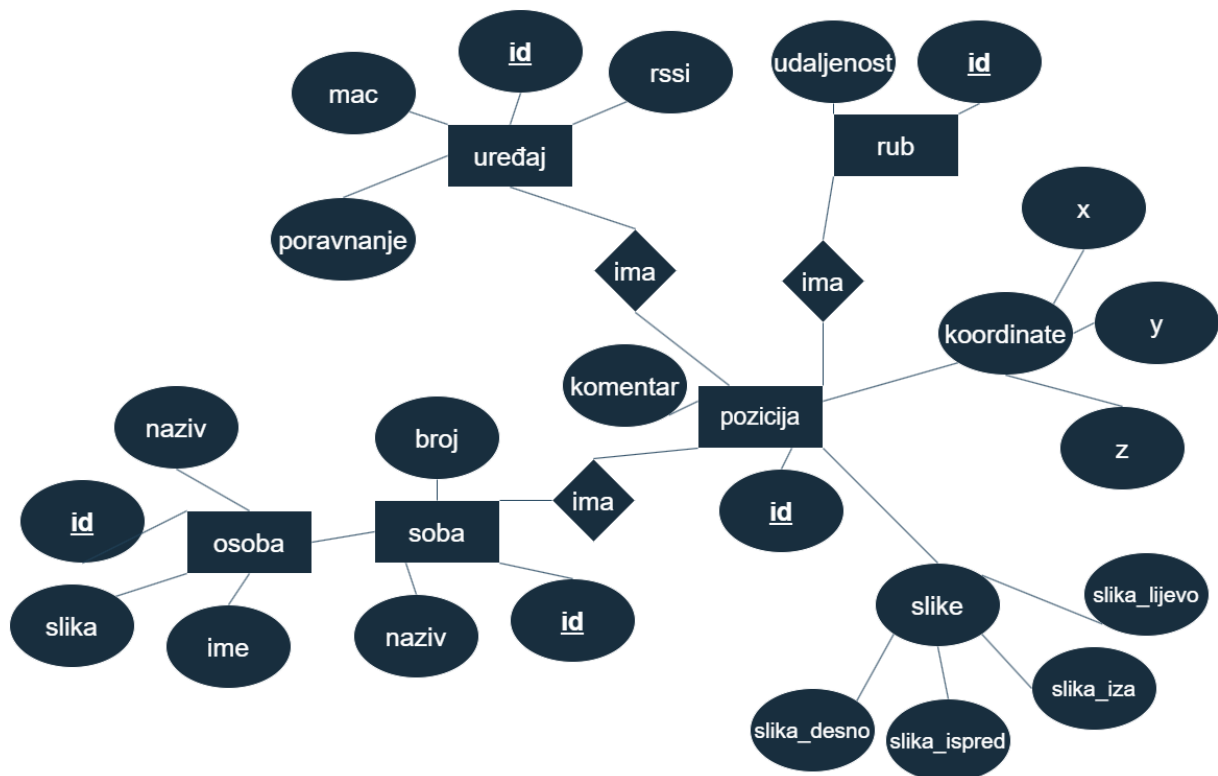 id
udaljenost
id
mac
rssi
uređaj
rub
x
poravnanje
ima
ima
koordinate
y
komentar
pozicija
naziv
broj
z
id
ima
id
osoba
soba
slika
ime
naziv
id
slike
slika_lijevo
slika_iza
slika_desno
slika_ispred